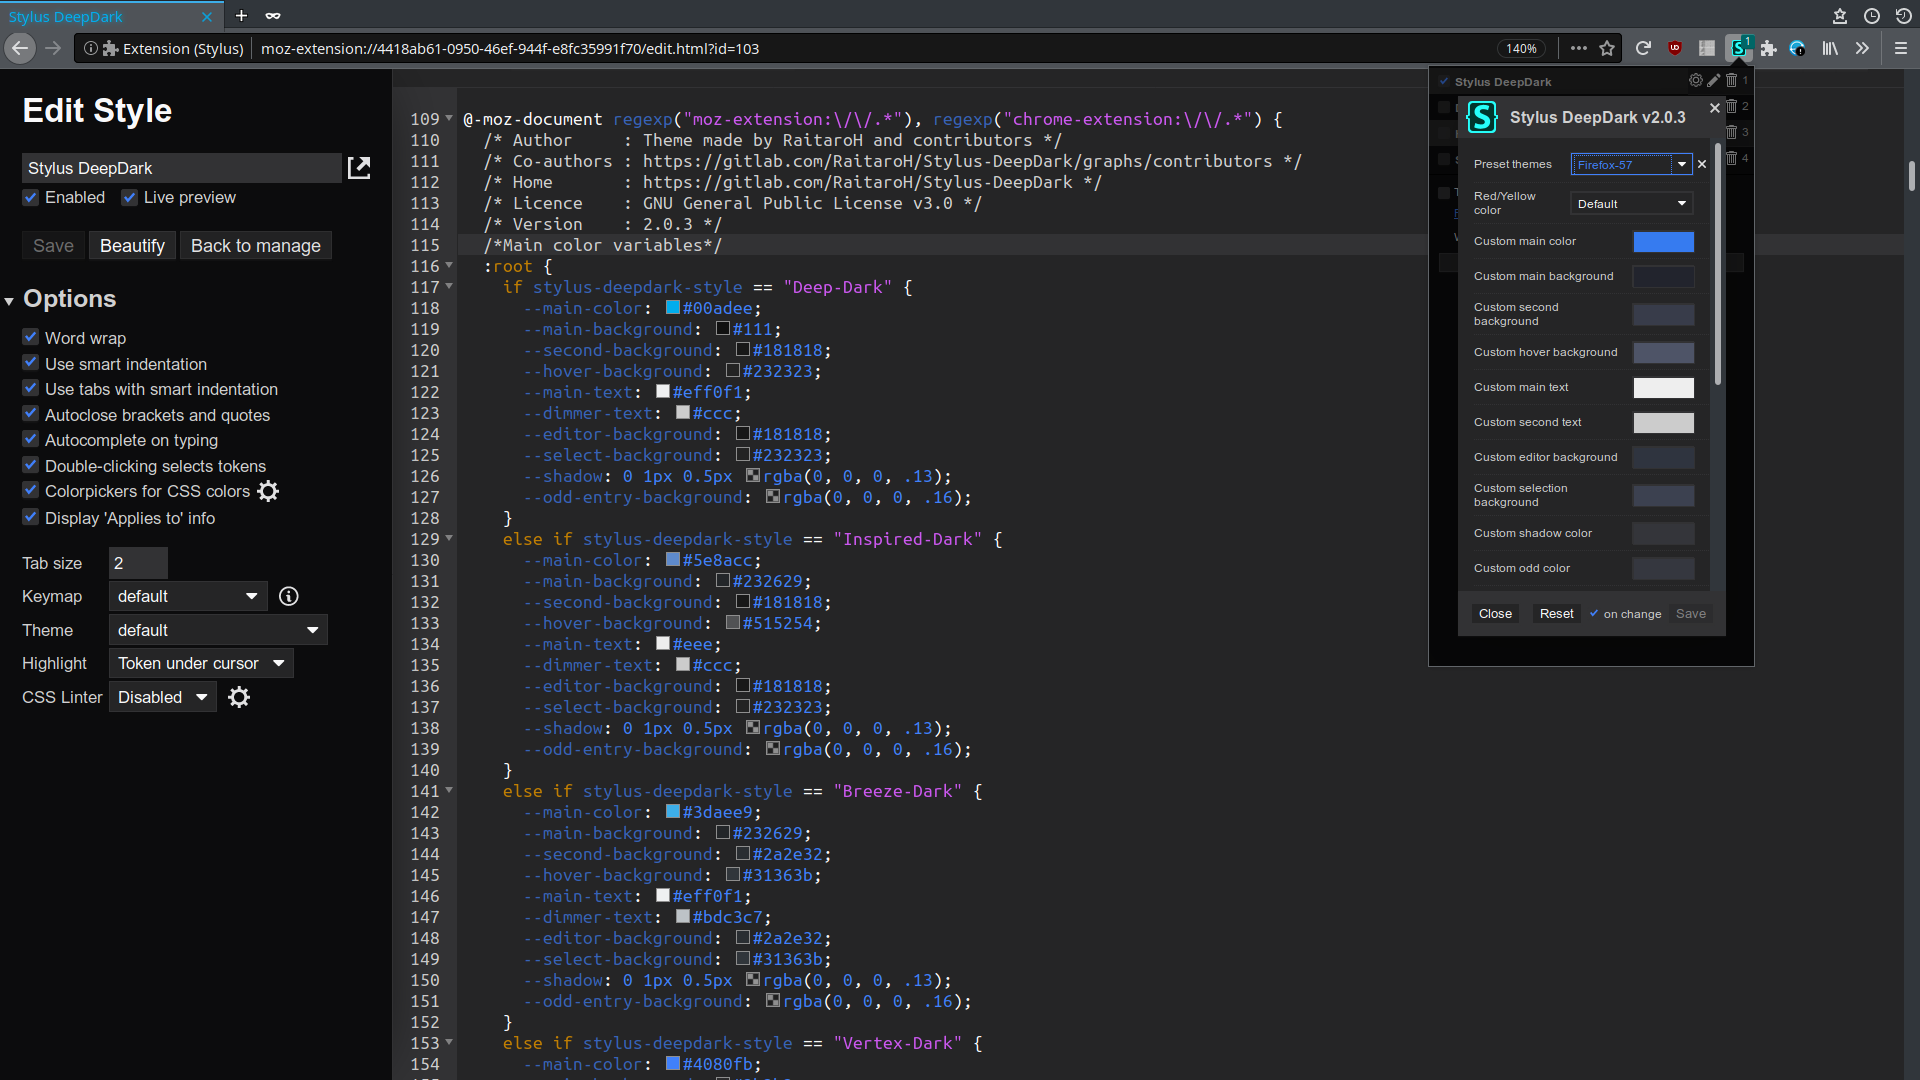 Stylus DeepDark
Extension (Stylus)
moz-extension://4418ab61-0950-46ef-944f-e8fc35991f70/edit.html?id=103
140%
1
Edit Style
Stylus DeepDark
Enabled
Live preview
Save
Beautify
Back to manage
Options
Word wrap
Use smart indentation
Use tabs with smart indentation
Autoclose brackets and quotes
Autocomplete on typing
Double-clicking selects tokens
Colorpickers for CSS colors
Display 'Applies to' info
Tab size 2
Keymap default
Theme default
Highlight Token under cursor
CSS Linter Disabled
109 @-moz-document regexp("moz-extension:\/\/.*"), regexp("chrome-extension:\/\/.*") {
110 /* Author : Theme made by RaitaroH and contributors */
111 /* Co-authors : https://gitlab.com/RaitaroH/Stylus-DeepDark/graphs/contributors */
112 /* Home : https://gitlab.com/RaitaroH/Stylus-DeepDark */
113 /* Licence : GNU General Public License v3.0 */
114 /* Version : 2.0.3 */
115 /*Main color variables*/
116 :root {
117 if stylus-deepdark-style == "Deep-Dark" {
118 --main-color: #00adee;
119 --main-background: #111;
120 --second-background: #181818;
121 --hover-background: #232323;
122 --main-text: #eff0f1;
123 --dimmer-text: #ccc;
124 --editor-background: #181818;
125 --select-background: #232323;
126 --shadow: 0 1px 0.5px rgba(0, 0, 0, .13);
127 --odd-entry-background: rgba(0, 0, 0, .16);
128 }
129 else if stylus-deepdark-style == "Inspired-Dark" {
130 --main-color: #5e8acc;
131 --main-background: #232629;
132 --second-background: #181818;
133 --hover-background: #515254;
134 --main-text: #eee;
135 --dimmer-text: #ccc;
136 --editor-background: #181818;
137 --select-background: #232323;
138 --shadow: 0 1px 0.5px rgba(0, 0, 0, .13);
139 --odd-entry-background: rgba(0, 0, 0, .16);
140 }
141 else if stylus-deepdark-style == "Breeze-Dark" {
142 --main-color: #3daee9;
143 --main-background: #232629;
144 --second-background: #2a2e32;
145 --hover-background: #31363b;
146 --main-text: #eff0f1;
147 --dimmer-text: #bdc3c7;
148 --editor-background: #2a2e32;
149 --select-background: #31363b;
150 --shadow: 0 1px 0.5px rgba(0, 0, 0, .13);
151 --odd-entry-background: rgba(0, 0, 0, .16);
152 }
153 else if stylus-deepdark-style == "Vertex-Dark" {
154 --main-color: #4080fb;
Stylus DeepDark 1
2
3
4
Stylus DeepDark v2.0.3
Preset themes Firefox-57
Red/Yellow
color
Default
Custom main color
Custom main background
Custom second
background
Custom hover background
Custom main text
Custom second text
Custom editor background
Custom selection
background
Custom shadow color
Custom odd color
Close
Reset
on change
Save